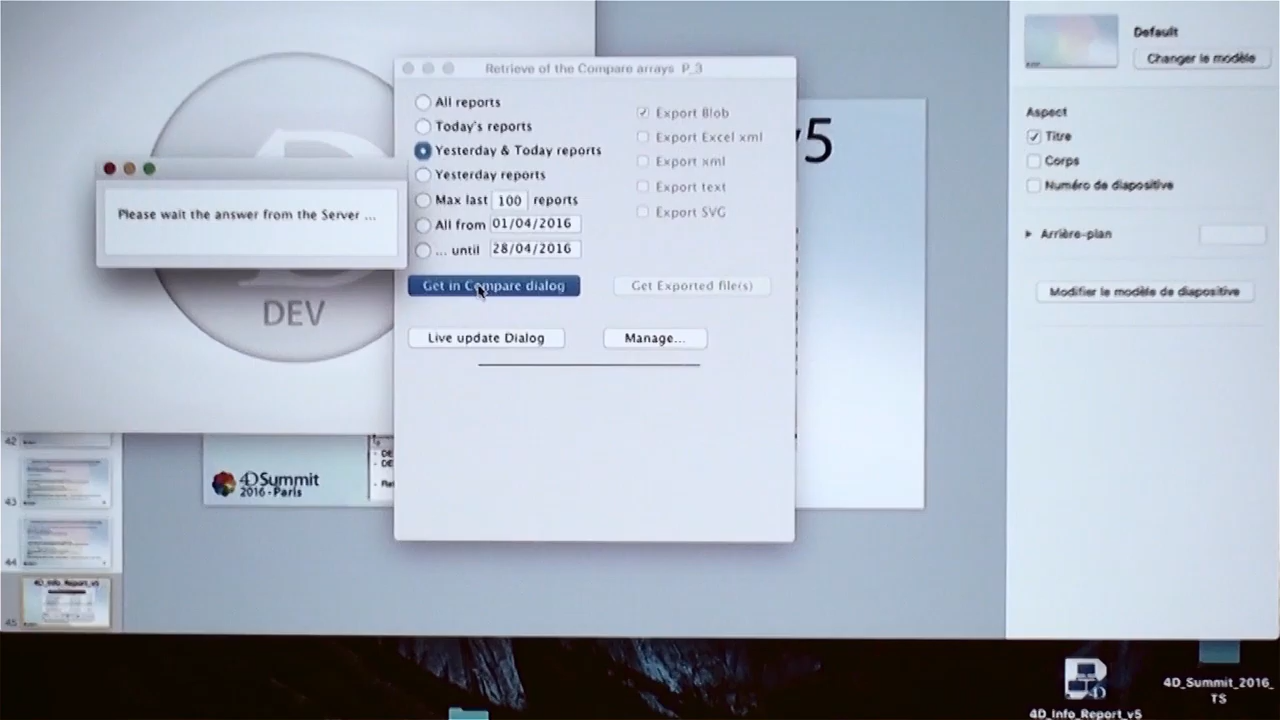 Default
Changer le modèle
Retrieve of the Compare arrays P_3
All reports
Today's reports
Yesterday & Today reports
Yesterday reports
Max last 100 reports
All from 01/04/2016
... until 28/04/2016
Export Blob
Export Excel xml
Export xml
Export text
Export SVG
Get in Compare dialog
Get Exported file(s)
Live update Dialog
Manage...
Please wait the answer from the Server ...
DEV
v5
Aspect
Titre
Corps
Numéro de diapositive
Arrière-plan
Modifier le modèle de diapositive
4D Summit
2016 - Paris
42
43
44
4D_Info_Report_v5
45
4D_Info_Report_v5
4D_Summit_2016_
TS